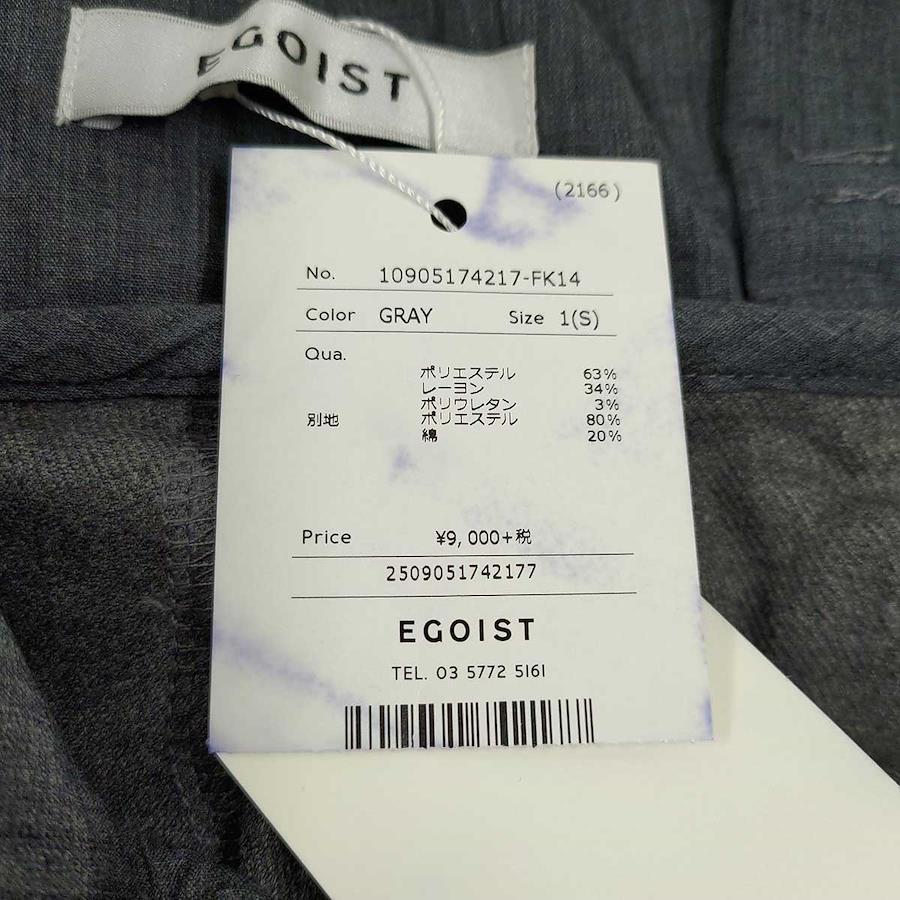 EGOIST
(2166)
No. 10905174217-FK14
Color GRAY Size 1(S)
Qua.
ポリエステル 63%
レーヨン 34%
ポリウレタン 3%
別地 ポリエステル 80%
綿 20%
Price ¥9,000+税
2509051742177
EGOIST
TEL. 03 5772 5161